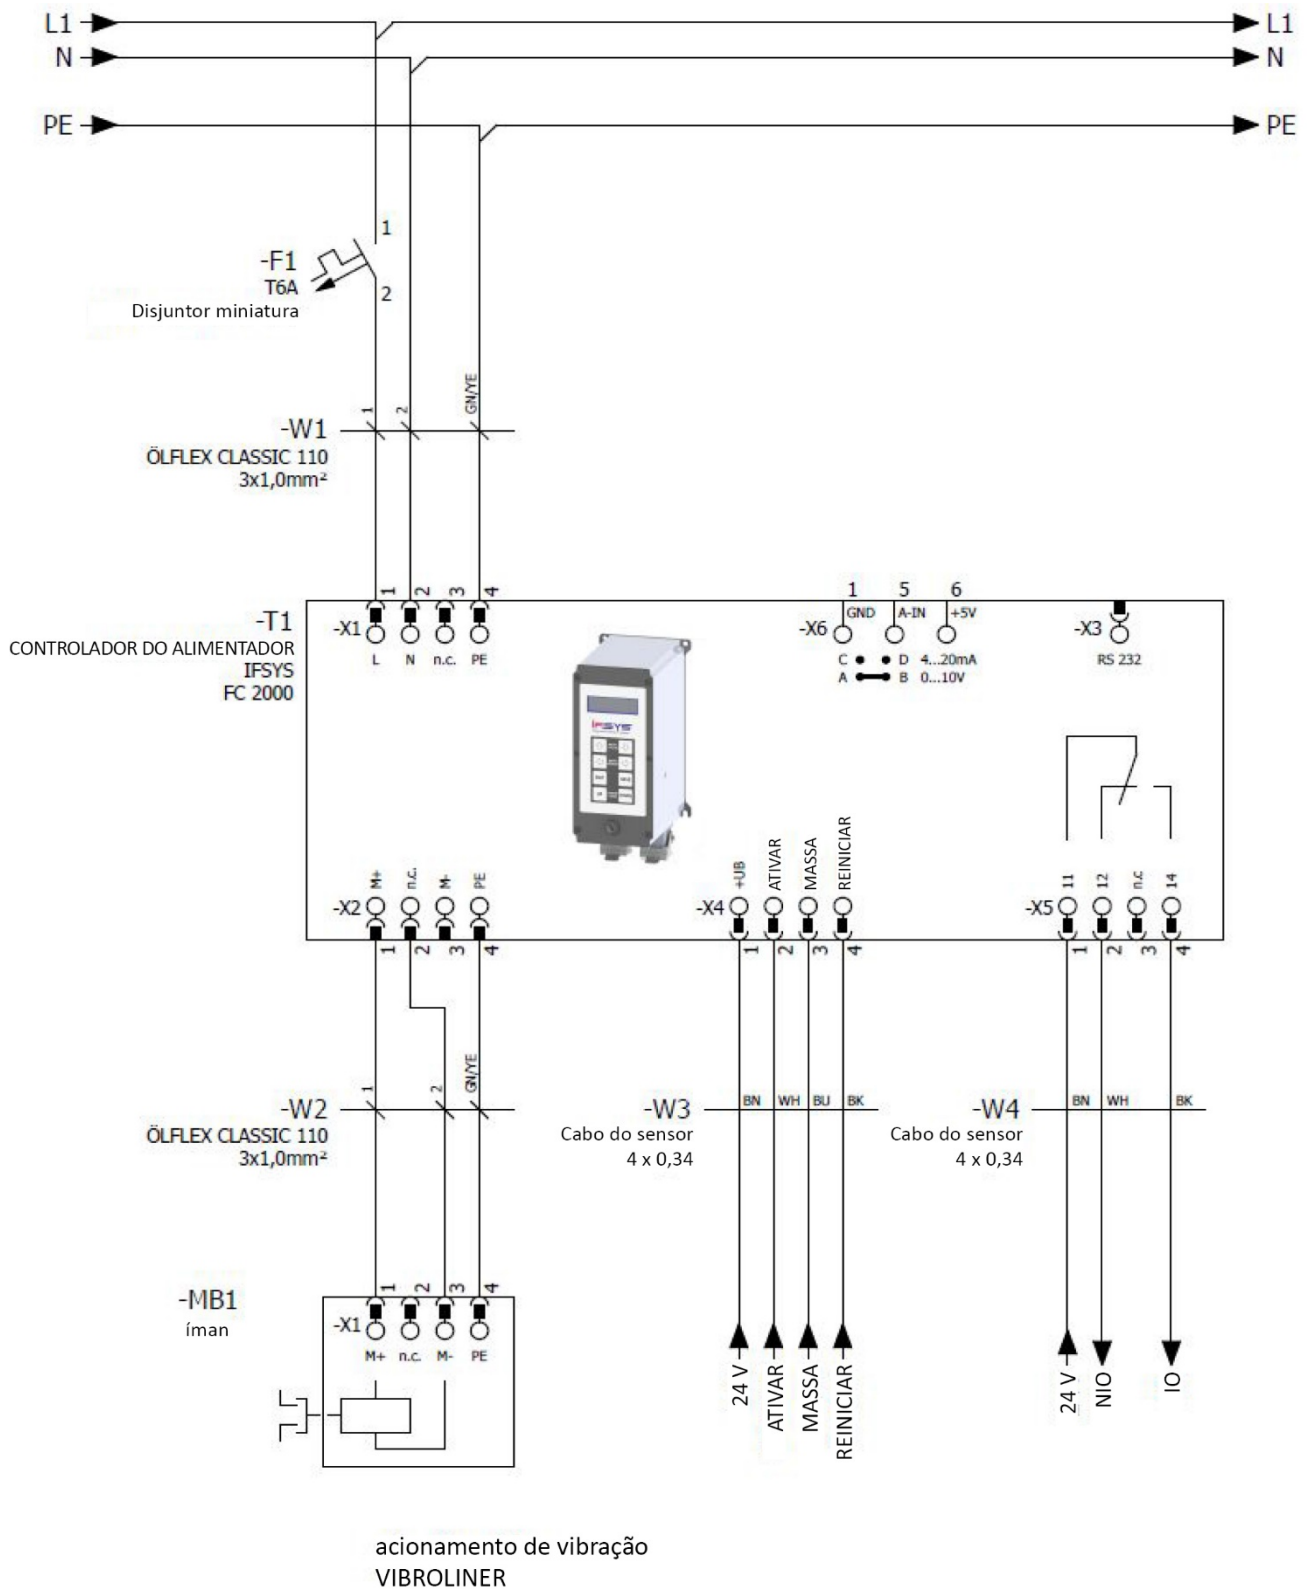 L1 L1
N N
PE PE
1
-F1
T6A
2
Disjuntor miniatura
1 2 GN/YE
-W1
ÖLFLEX CLASSIC 110
3x1,0mm²
1 2 3 4
1 5 6
-T1
CONTROLADOR DO ALIMENTADOR
IFSYS
FC 2000
-X1
L N n.c. PE
GND A-IN +5V
-X6
C D 4...20mA
A B 0...10V
-X3
RS 232
IFSYS
M+ n.c. M- PE
-X2
1 2 3 4
+UB ATIVAR MASSA REINICIAR
-X4
1 2 3 4
11 12 n.c 14
-X5
1 2 3 4
1 2 GN/YE
-W2
ÖLFLEX CLASSIC 110
3x1,0mm²
-W3
BN WH BU BK
Cabo do sensor
4 x 0,34
-W4
BN WH BK
Cabo do sensor
4 x 0,34
-MB1
íman
1 2 3 4
-X1
M+ n.c. M- PE
24 V ATIVAR MASSA REINICIAR
24 V NIO IO
acionamento de vibração
VIBROLINER